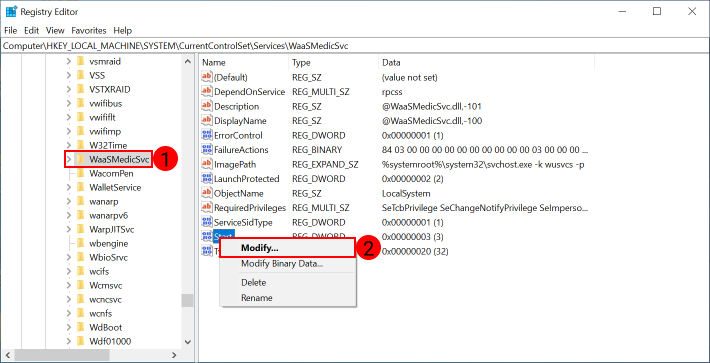 Registry Editor
File Edit View Favorites Help
Computer\HKEY_LOCAL_MACHINE\SYSTEM\CurrentControlSet\Services\WaaSMedicSvc
vsmraid
VSS
VSTXRAID
vwifibus
vwififlt
vwifimp
W32Time
WaaSMedicSvc
1
WacomPen
WalletService
wanarp
wanarpv6
WarpJITSvc
wbengine
WbioSrvc
wcifs
Wcmsvc
wcncsvc
wcnfs
WdBoot
Wdf01000
Name Type Data
(Default) REG_SZ (value not set)
DependOnService REG_MULTI_SZ rpcss
Description REG_SZ @WaaSMedicSvc.dll,-101
DisplayName REG_SZ @WaaSMedicSvc.dll,-100
ErrorControl REG_DWORD 0x00000001 (1)
FailureActions REG_BINARY 84 03 00 00 00 00 00 00 00 00 00 00 03 00 00 00 ...
ImagePath REG_EXPAND_SZ %systemroot%\system32\svchost.exe -k wusvcs -p
LaunchProtected REG_DWORD 0x00000002 (2)
ObjectName REG_SZ LocalSystem
RequiredPrivileges REG_MULTI_SZ SeTcbPrivilege SeChangeNotifyPrivilege SeImperso...
ServiceSidType REG_DWORD 0x00000001 (1)
Start REG_DWORD 0x00000003 (3)
0x00000020 (32)
Modify...
2
Modify Binary Data...
Delete
Rename